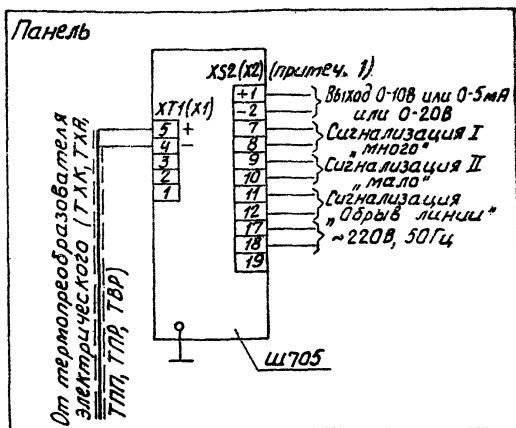 Панель
XS2(X2) (примеч. 1)
XT1(X1)
5 +
4 −
3
2
1
+1
-2
7
8
9
10
11
12
17
18
19
Выход 0-10В или 0-5мА
или 0-20В
Сигнализация I
„много"
Сигнализация II
„мало"
Сигнализация
„Обрыв линии"
~220В, 50Гц
Ш705
От термопреобразователя
электрического (ТХК, ТХА,
ТПП, ТПР, ТВР)